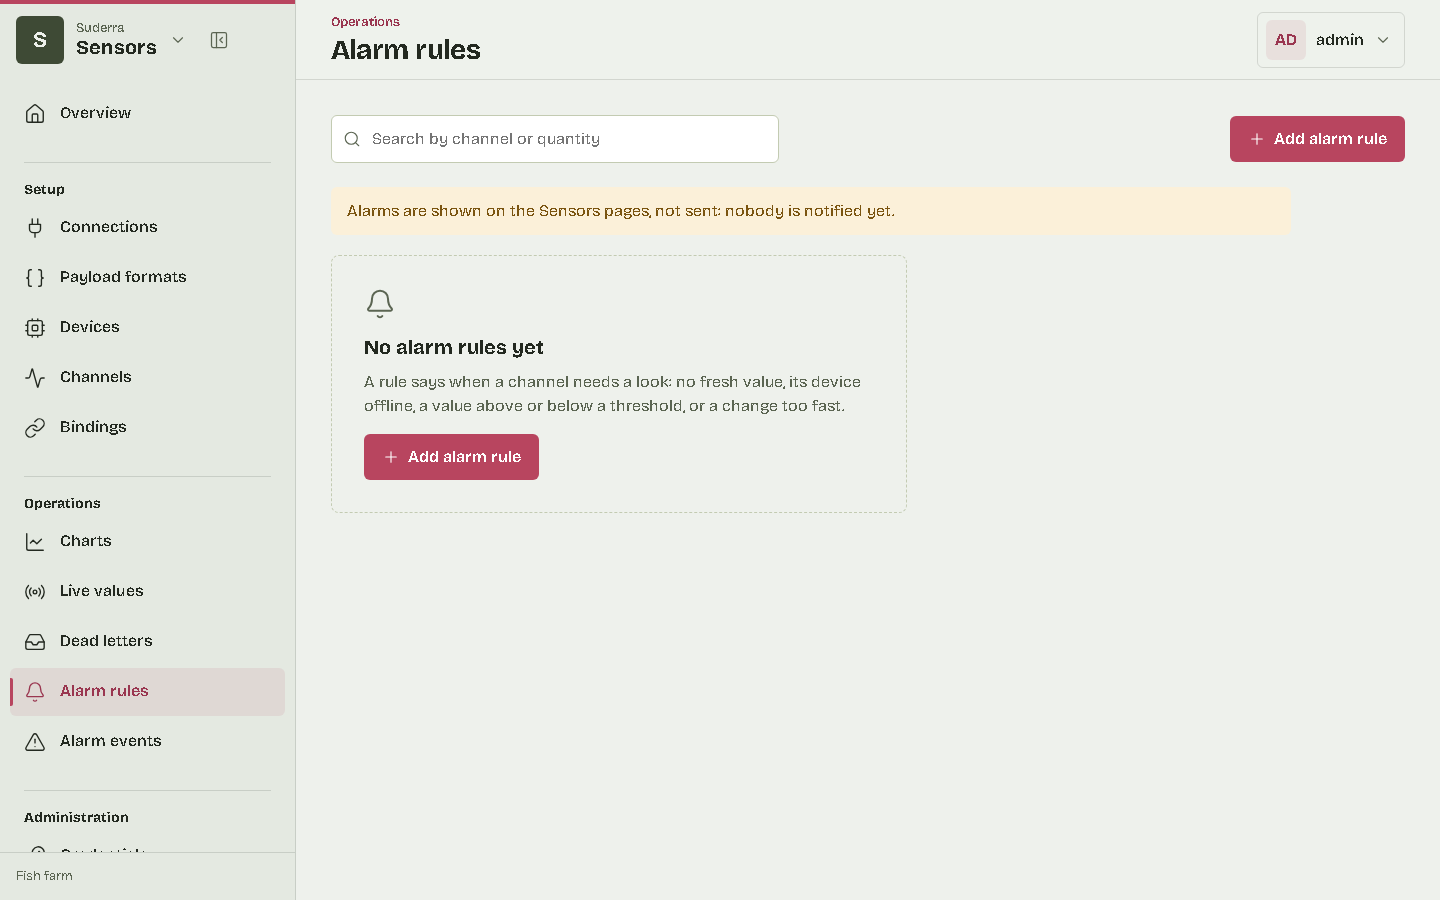 Suderra
S
Sensors
Overview
Setup
Connections
Payload formats
Devices
Channels
Bindings
Operations
Charts
Live values
Dead letters
Alarm rules
Alarm events
Administration
Fish farm
Operations
Alarm rules
AD
admin
Search by channel or quantity
Add alarm rule
Alarms are shown on the Sensors pages, not sent: nobody is notified yet.
No alarm rules yet
A rule says when a channel needs a look: no fresh value, its device
offline, a value above or below a threshold, or a change too fast.
Add alarm rule